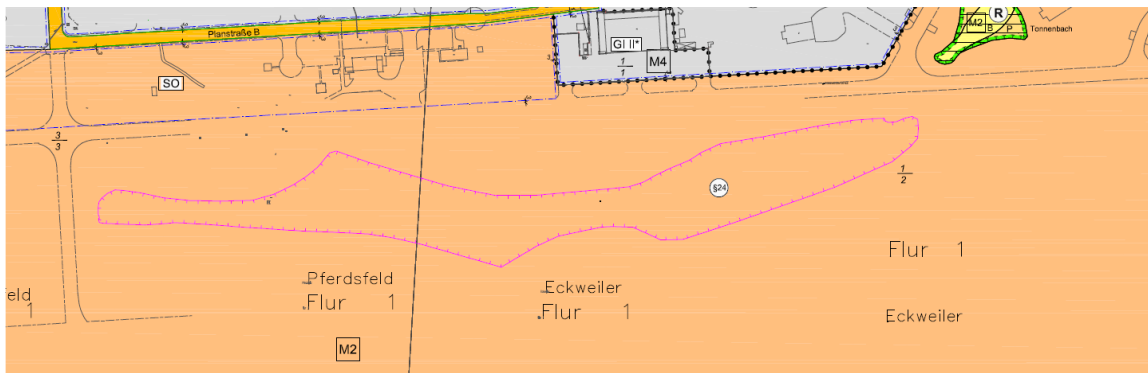 R
M2
B P
Tonnenbach
Planstraße B
GI II*
M4
1
1
SO
3
3
§24
1
2
Flur 1
Pferdsfeld
Flur 1
Eckweiler
Flur 1
eld
1
Eckweiler
M2